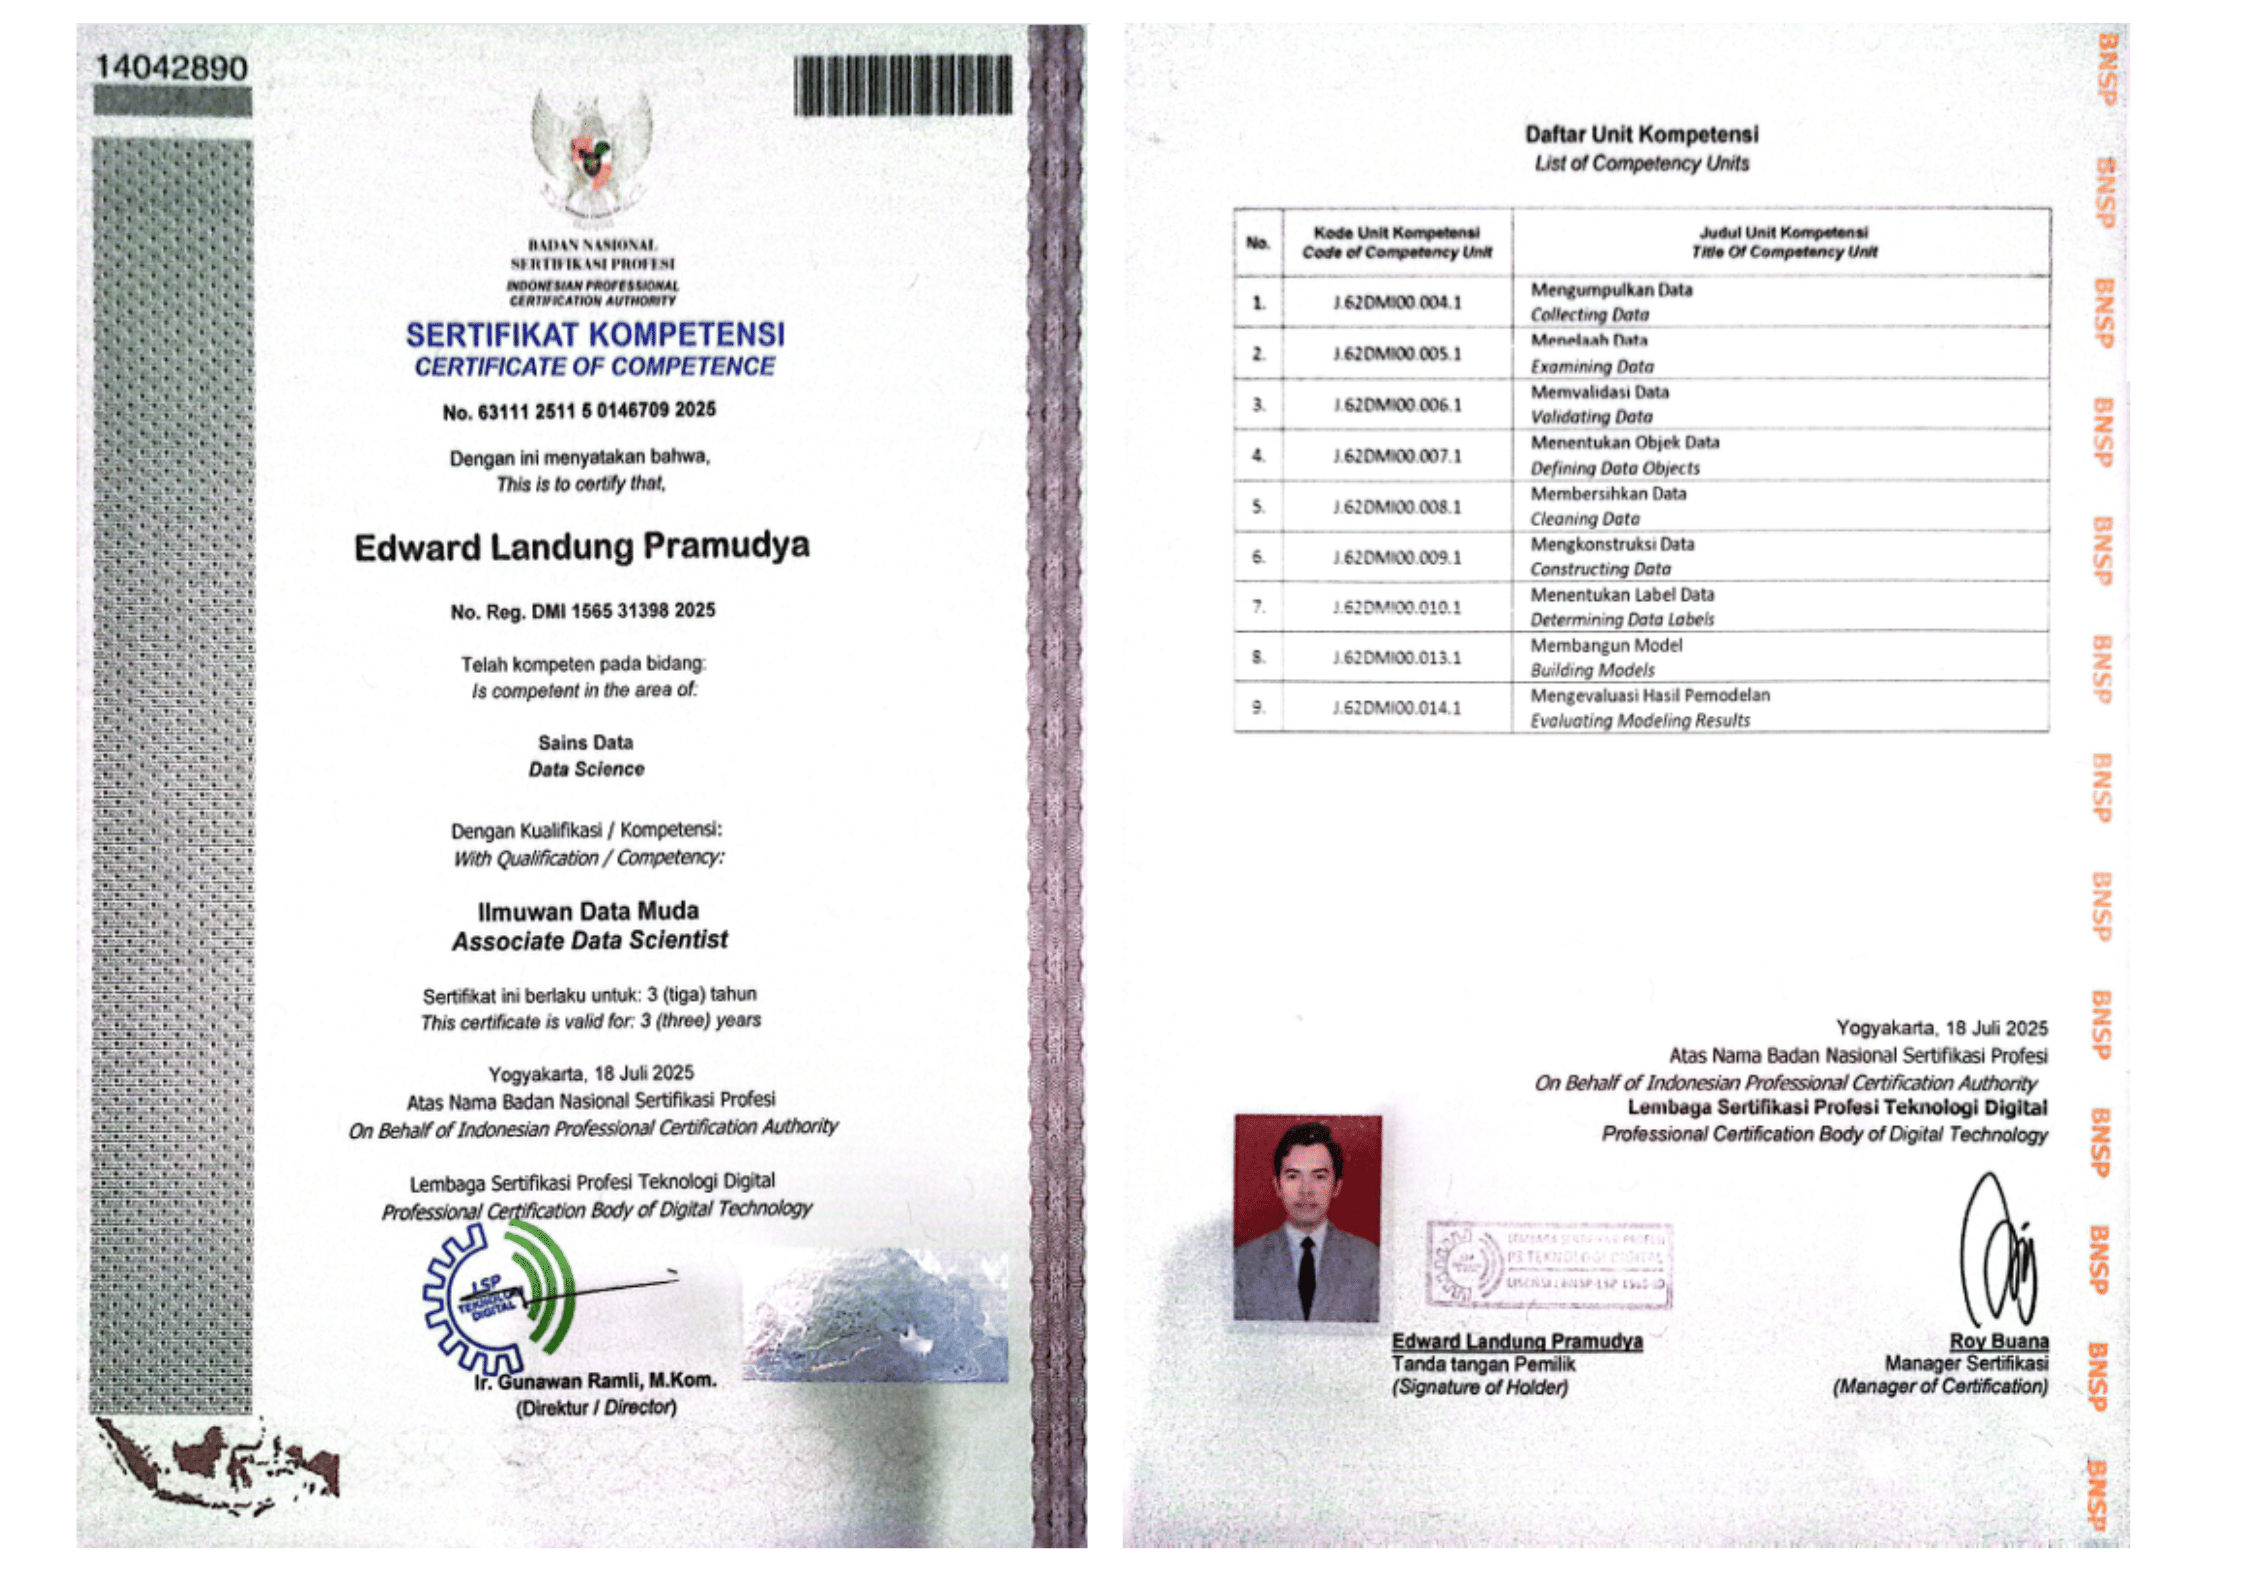 14042890
BADAN NASIONAL
SERTIFIKASI PROFESI
INDONESIAN PROFESSIONAL
CERTIFICATION AUTHORITY
SERTIFIKAT KOMPETENSI
CERTIFICATE OF COMPETENCE
No. 63111 2511 5 0146709 2025
Dengan ini menyatakan bahwa,
This is to certify that,
Edward Landung Pramudya
No. Reg. DMI 1565 31398 2025
Telah kompeten pada bidang:
Is competent in the area of:
Sains Data
Data Science
Dengan Kualifikasi / Kompetensi:
With Qualification / Competency:
Ilmuwan Data Muda
Associate Data Scientist
Sertifikat ini berlaku untuk: 3 (tiga) tahun
This certificate is valid for: 3 (three) years
Yogyakarta, 18 Juli 2025
Atas Nama Badan Nasional Sertifikasi Profesi
On Behalf of Indonesian Professional Certification Authority
Lembaga Sertifikasi Profesi Teknologi Digital
Professional Certification Body of Digital Technology
LSP
TEKNOLOGI
DIGITAL
Ir. Gunawan Ramli, M.Kom.
(Direktur / Director)
Daftar Unit Kompetensi
List of Competency Units
No. Kode Unit Kompetensi Judul Unit Kompetensi
Code of Competency Unit Title Of Competency Unit
1. J.62DMI00.004.1 Mengumpulkan Data
Collecting Data
2. J.62DMI00.005.1 Menelaah Data
Examining Data
3. J.62DMI00.006.1 Memvalidasi Data
Validating Data
4. J.62DMI00.007.1 Menentukan Objek Data
Defining Data Objects
5. J.62DMI00.008.1 Membersihkan Data
Cleaning Data
6. J.62DMI00.009.1 Mengkonstruksi Data
Constructing Data
7. J.62DMI00.010.1 Menentukan Label Data
Determining Data Labels
8. J.62DMI00.013.1 Membangun Model
Building Models
9. J.62DMI00.014.1 Mengevaluasi Hasil Pemodelan
Evaluating Modeling Results
Yogyakarta, 18 Juli 2025
Atas Nama Badan Nasional Sertifikasi Profesi
On Behalf of Indonesian Professional Certification Authority
Lembaga Sertifikasi Profesi Teknologi Digital
Professional Certification Body of Digital Technology
LEMBAGA SERTIFIKASI PROFESI
P3 TEKNOLOGI DIGITAL
Edward Landung Pramudya
Tanda tangan Pemilik
(Signature of Holder)
Roy Buana
Manager Sertifikasi
(Manager of Certification)
BNSP
BNSP
BNSP
BNSP
BNSP
BNSP
BNSP
BNSP
BNSP
BNSP
BNSP
BNSP
BNSP